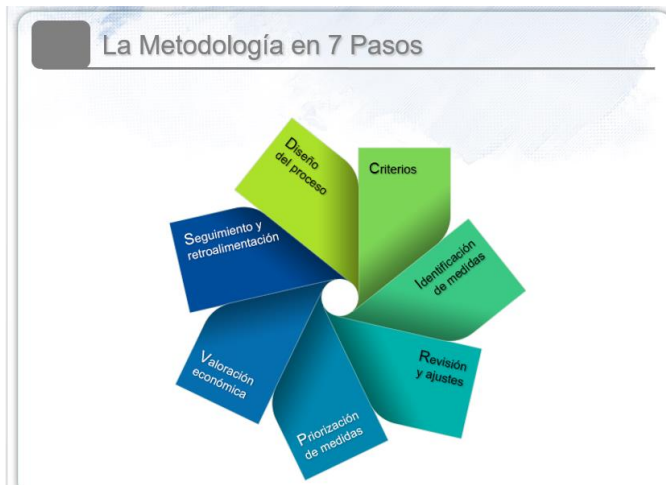 La Metodología en 7 Pasos
Diseño
del proceso
Criterios
Identificación
de medidas
Revisión
y ajustes
Priorización
de medidas
Valoración
económica
Seguimiento y
retroalimentación